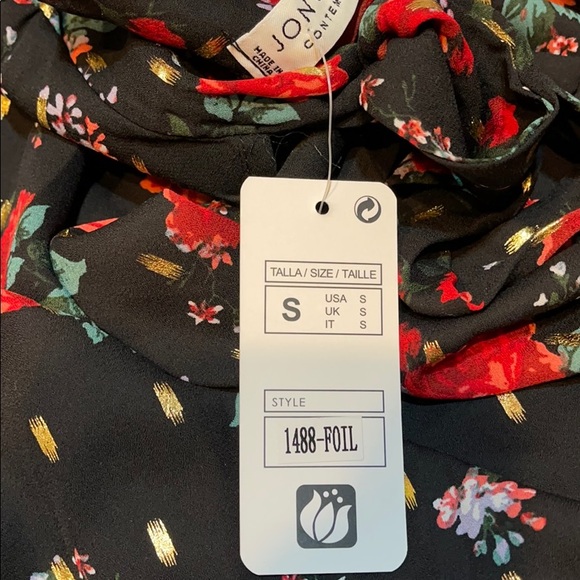 JON
CONTEM
MADE IN
CHINA
TALLA / SIZE / TAILLE
S
USA S
UK S
IT S
STYLE
1488-FOIL